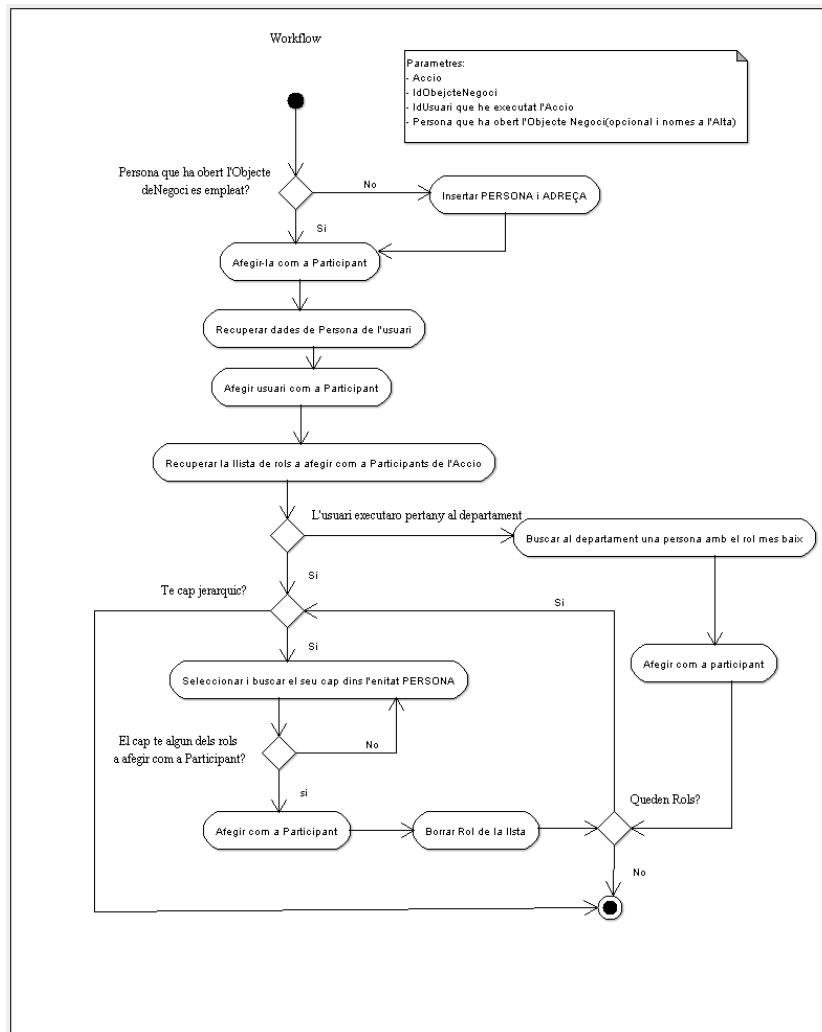 Workflow
Parametres:
- Accio
- IdObejcteNegoci
- IdUsuari que he executat l'Accio
- Persona que ha obert l'Objecte Negoci(opcional i nomes a l'Alta)
Persona que ha obert l'Objecte
deNegoci es empleat?
No
Insertar PERSONA i ADREÇA
Si
Afegir-la com a Participant
Recuperar dades de Persona de l'usuari
Afegir usuari com a Participant
Recuperar la llista de rols a afegir com a Participants de l'Accio
L'usuari executaro pertany al departament
Buscar al departament una persona amb el rol mes baix
Si
Te cap jerarquic?
Si
Si
Afegir com a participant
Seleccionar i buscar el seu cap dins l'enitat PERSONA
El cap te algun dels rols
a afegir com a Participant?
No
si
Queden Rols?
Afegir com a Participant
Borrar Rol de la llsta
No